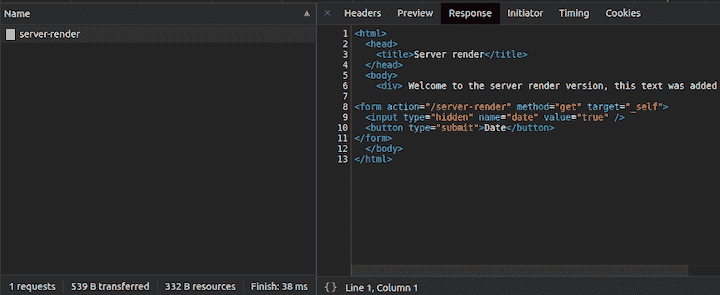 Name
server-render
1 requests 539 B transferred 332 B resources Finish: 38 ms
× Headers Preview Response Initiator Timing Cookies
1 <html>
2 <head>
3 <title>Server render</title>
4 </head>
5 <body>
6 <div> Welcome to the server render version, this text was added
7
8 <form action="/server-render" method="get" target="_self">
9 <input type="hidden" name="date" value="true" />
10 <button type="submit">Date</button>
11 </form>
12 </body>
13 </html>
{} Line 1, Column 1